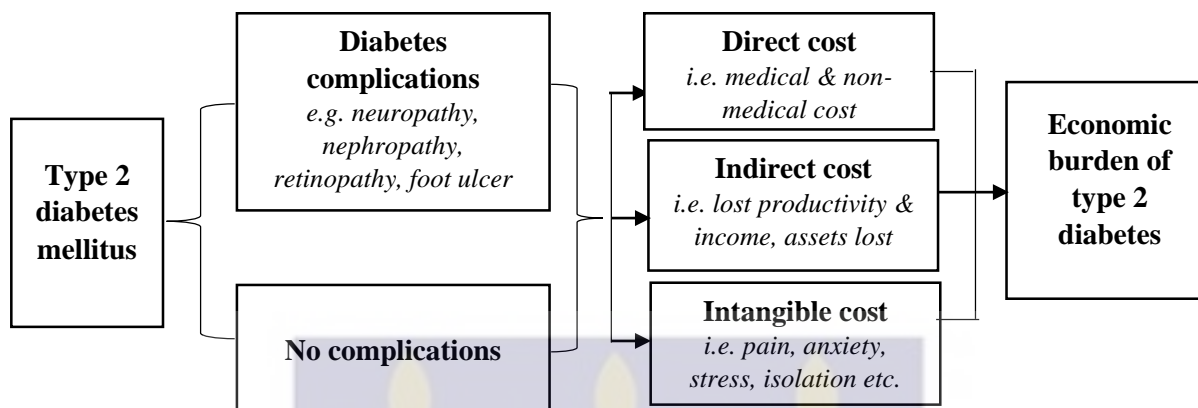 Type 2
diabetes
mellitus
Diabetes
complications
e.g. neuropathy,
nephropathy,
retinopathy, foot ulcer
No complications
Direct cost
i.e. medical & non-
medical cost
Indirect cost
i.e. lost productivity &
income, assets lost
Intangible cost
i.e. pain, anxiety,
stress, isolation etc.
Economic
burden of
type 2
diabetes